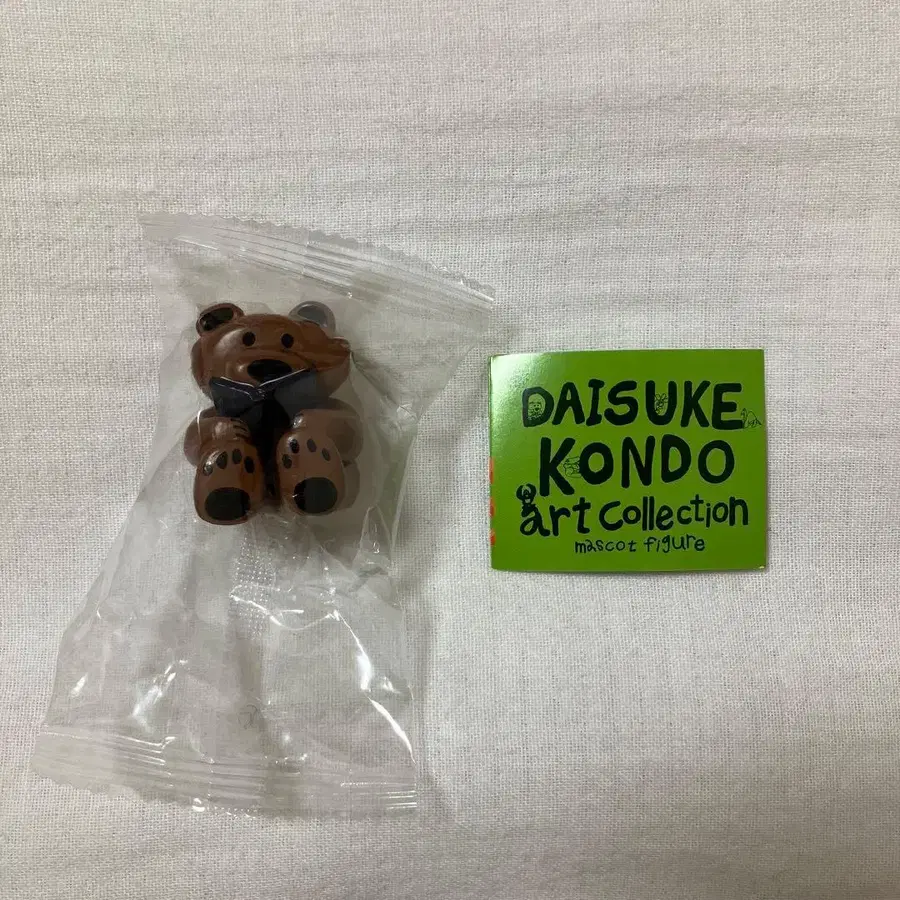 DAISUKE
KONDO
art collection
mascot figure